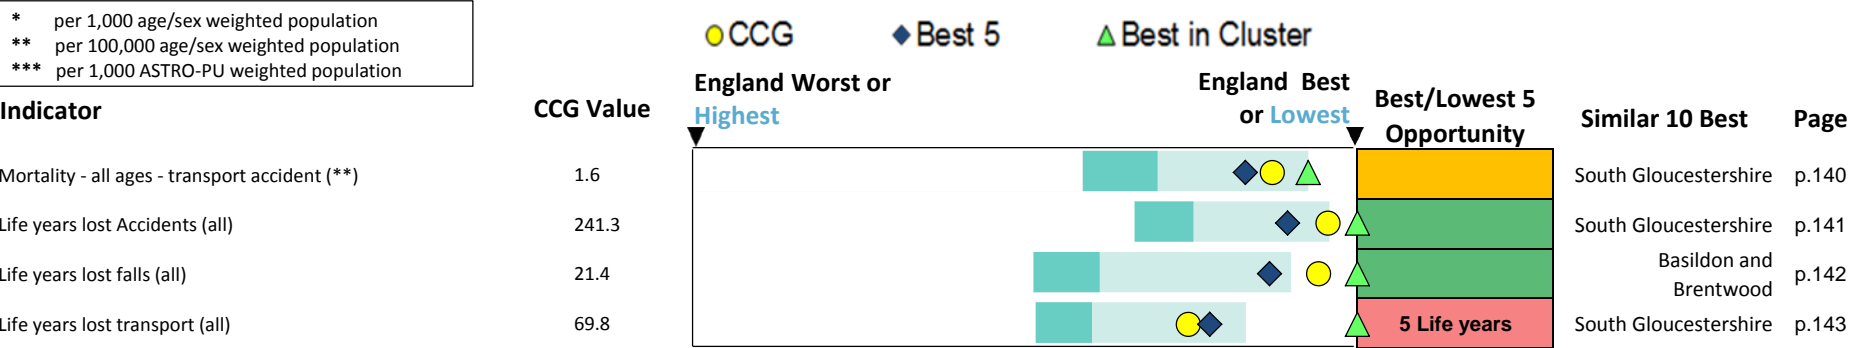 * per 1,000 age/sex weighted population
** per 100,000 age/sex weighted population
*** per 1,000 ASTRO-PU weighted population
CCG
Best 5
Best in Cluster
Indicator
CCG Value
England Worst or
Highest
England Best
or Lowest
Best/Lowest 5
Opportunity
Similar 10 Best
Page
Mortality - all ages - transport accident (**) 1.6 South Gloucestershire p.140
Life years lost Accidents (all) 241.3 South Gloucestershire p.141
Life years lost falls (all) 21.4 Basildon and
Brentwood p.142
Life years lost transport (all) 69.8 5 Life years South Gloucestershire p.143